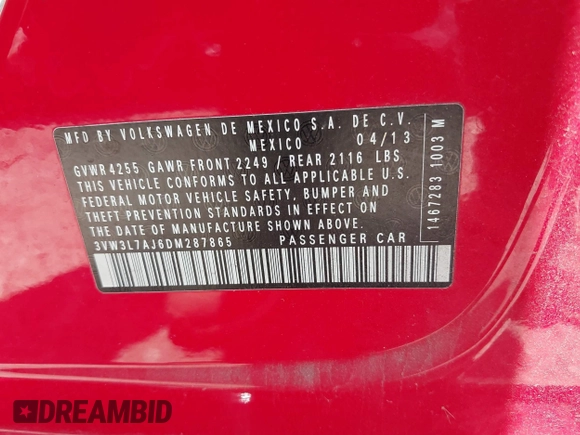 MFD BY VOLKSWAGEN DE MEXICO S.A. DE C.V.
MEXICO 04/13
GVWR 4255 GAWR FRONT 2249 / REAR 2116 LBS
THIS VEHICLE CONFORMS TO ALL APPLICABLE U.S.
FEDERAL MOTOR VEHICLE SAFETY, BUMPER AND
THEFT PREVENTION STANDARDS IN EFFECT ON
THE DATE OF MANUFACTURE SHOWN ABOVE.
3VW3L7AJ6DM287865 PASSENGER CAR
1467283 1003 M
DREAMBID